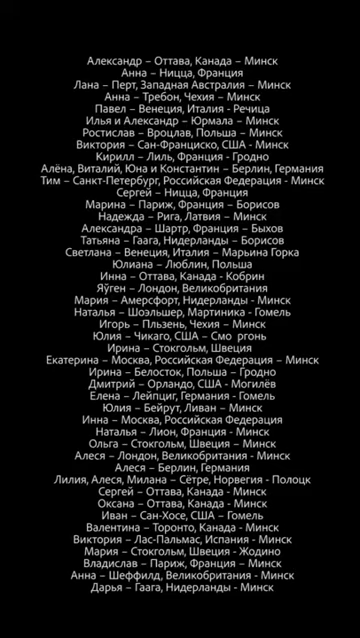 Александр – Оттава, Канада – Минск
Анна – Ницца, Франция
Лана – Перт, Западная Австралия – Минск
Анна – Требон, Чехия – Минск
Павел – Венеция, Италия - Речица
Илья и Александр – Юрмала – Минск
Ростислав – Вроцлав, Польша – Минск
Виктория – Сан-Франциско, США - Минск
Кирилл – Лиль, Франция - Гродно
Алёна, Виталий, Юна и Константин – Берлин, Германия
Тим – Санкт-Петербург, Российская Федерация - Минск
Сергей – Ницца, Франция
Марина – Париж, Франция – Борисов
Надежда – Рига, Латвия – Минск
Александра – Шартр, Франция – Быхов
Татьяна – Гаага, Нидерланды – Борисов
Светлана – Венеция, Италия – Марьина Горка
Юлиана – Люблин, Польша
Инна – Оттава, Канада - Кобрин
Яўген – Лондон, Великобритания
Мария – Амерсфорт, Нидерланды - Минск
Наталья – Шоэльшер, Мартиника - Гомель
Игорь – Пльзень, Чехия – Минск
Юлия – Чикаго, США – Смо ргонь
Ирина – Стокгольм, Швеция
Екатерина – Москва, Российская Федерация – Минск
Ирина – Белосток, Польша – Гродно
Дмитрий – Орландо, США - Могилёв
Елена – Лейпциг, Германия - Гомель
Юлия – Бейрут, Ливан – Минск
Инна – Москва, Российская Федерация
Наталья – Лион, Франция - Минск
Ольга – Стокгольм, Швеция – Минск
Алеся – Лондон, Великобритания - Минск
Алеся – Берлин, Германия
Лилия, Алеся, Милана – Сётре, Норвегия - Полоцк
Сергей – Оттава, Канада - Минск
Оксана – Оттава, Канада - Минск
Иван – Сан-Хосе, США – Гомель
Валентина – Торонто, Канада - Минск
Виктория – Лас-Пальмас, Испания - Минск
Мария – Стокгольм, Швеция - Жодино
Владислав – Париж, Франция – Минск
Анна – Шеффилд, Великобритания - Минск
Дарья – Гаага, Нидерланды - Минск